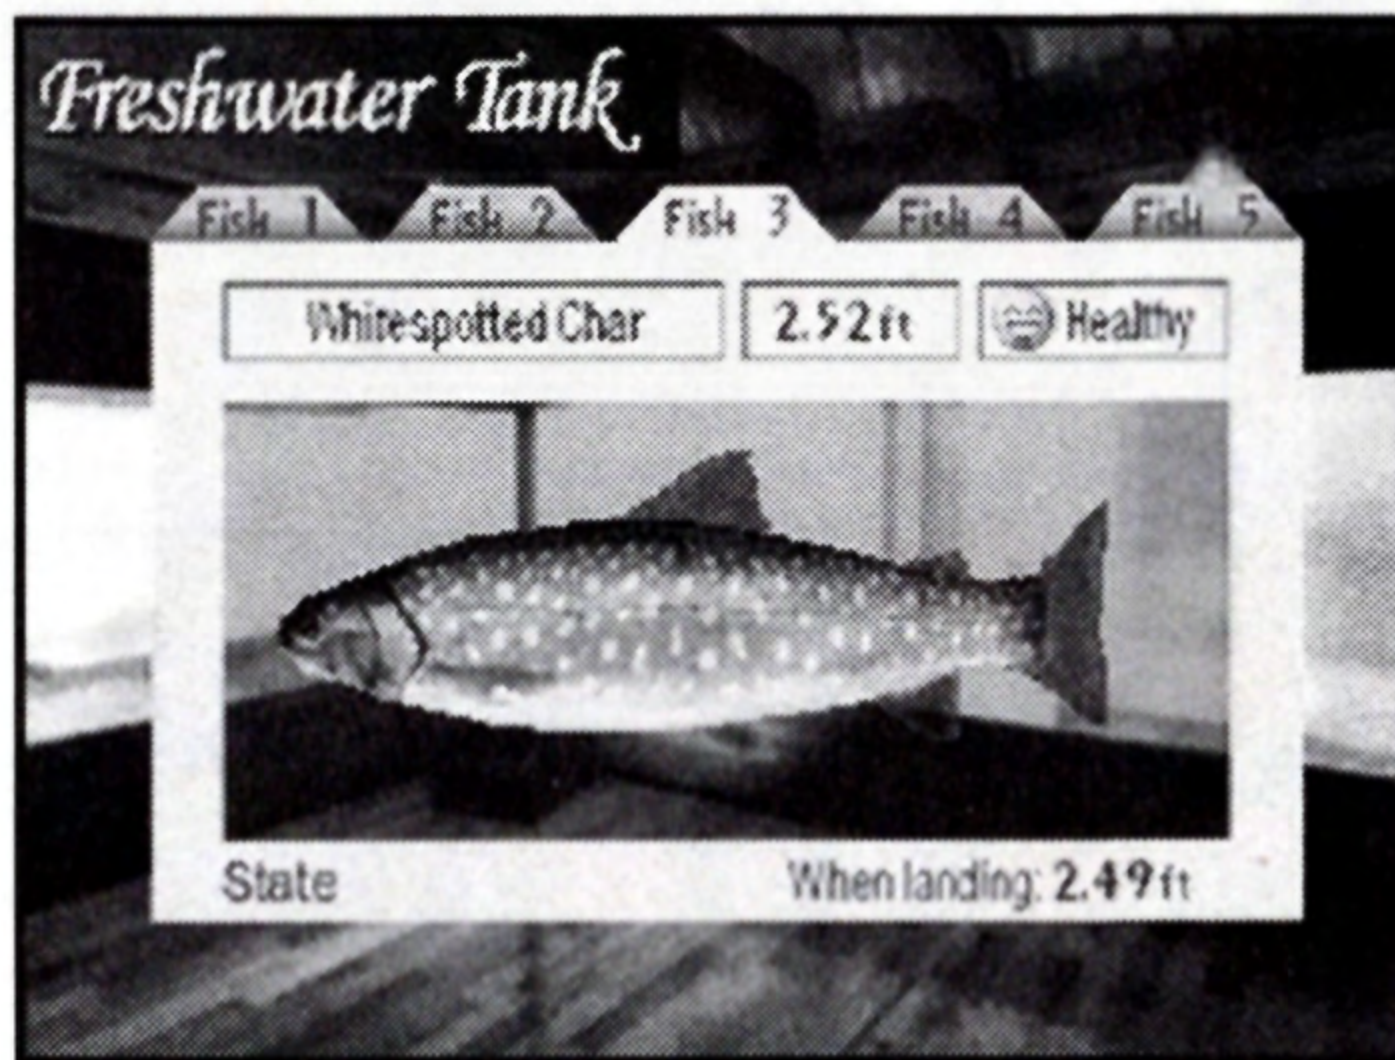 Freshwater Tank
Fish 1 Fish 2 Fish 3 Fish 4 Fish 5
Whitespotted Char 2.52ft Healthy
State When landing: 2.49ft